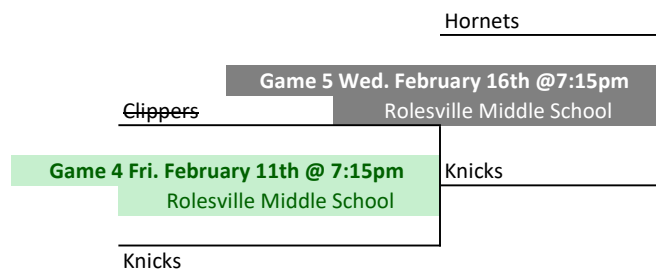 Hornets
Game 5 Wed. February 16th @7:15pm
Rolesville Middle School
Clippers
Game 4 Fri. February 11th @ 7:15pm
Rolesville Middle School
Knicks
Knicks